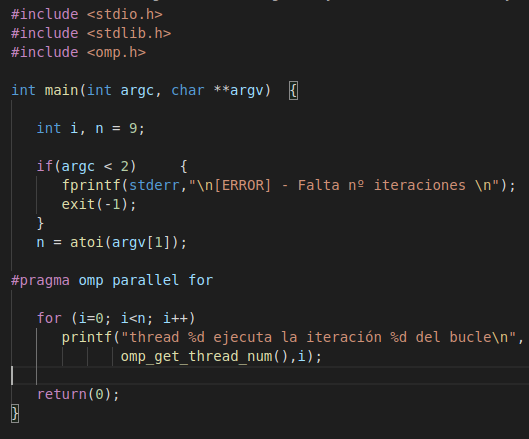 #include <stdio.h>
#include <stdlib.h>
#include <omp.h>
int main(int argc, char **argv)  {
int i, n = 9;
if(argc < 2)     {
fprintf(stderr,"\n[ERROR] - Falta nº iteraciones \n");
exit(-1);
}
n = atoi(argv[1]);
#pragma omp parallel for
for (i=0; i<n; i++)
printf("thread %d ejecuta la iteración %d del bucle\n",
omp_get_thread_num(),i);
return(0);
}